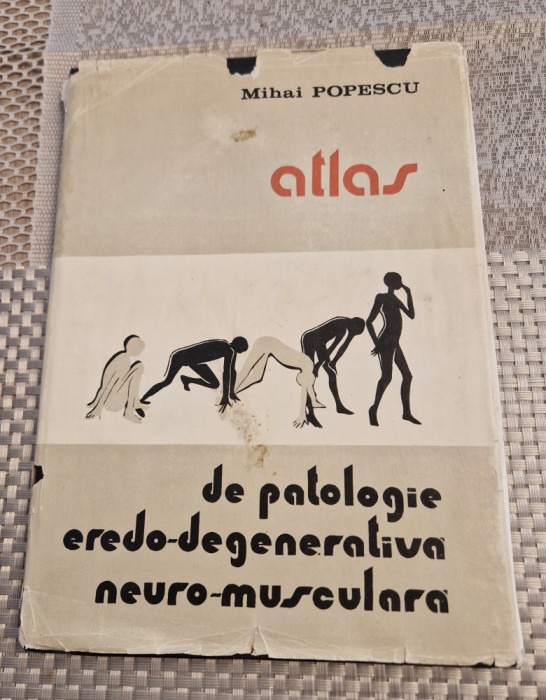 Mihai POPESCU
atlas
de patologie
eredo-degenerativă
neuro-musculară